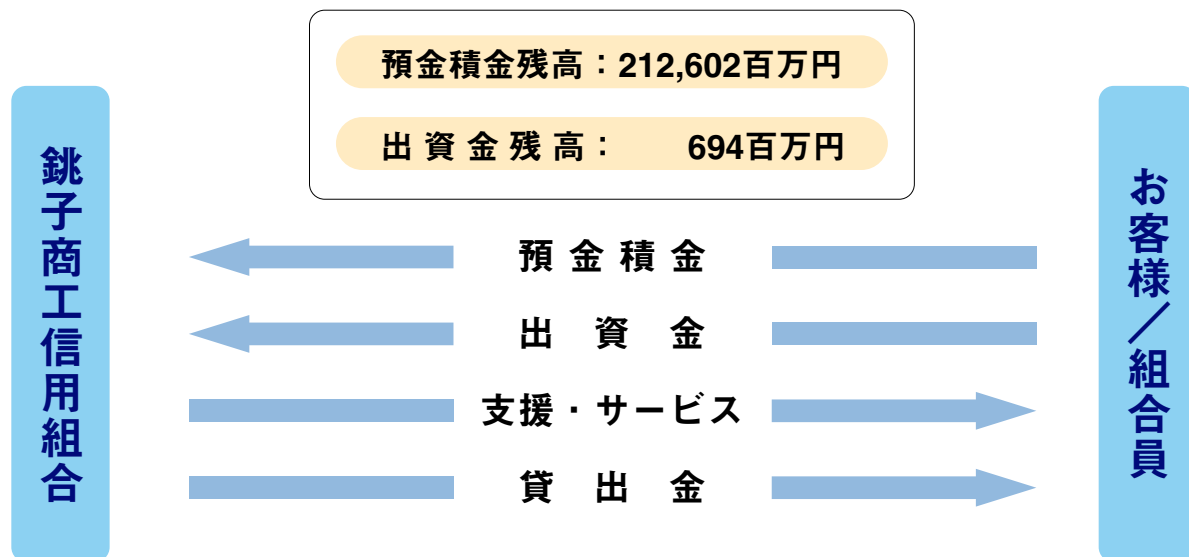 預金積金残高：212,602百万円
出資金残高： 694百万円
銚子商工信用組合
預金積金
出資金
支援・サービス
貸出金
お客様／組合員